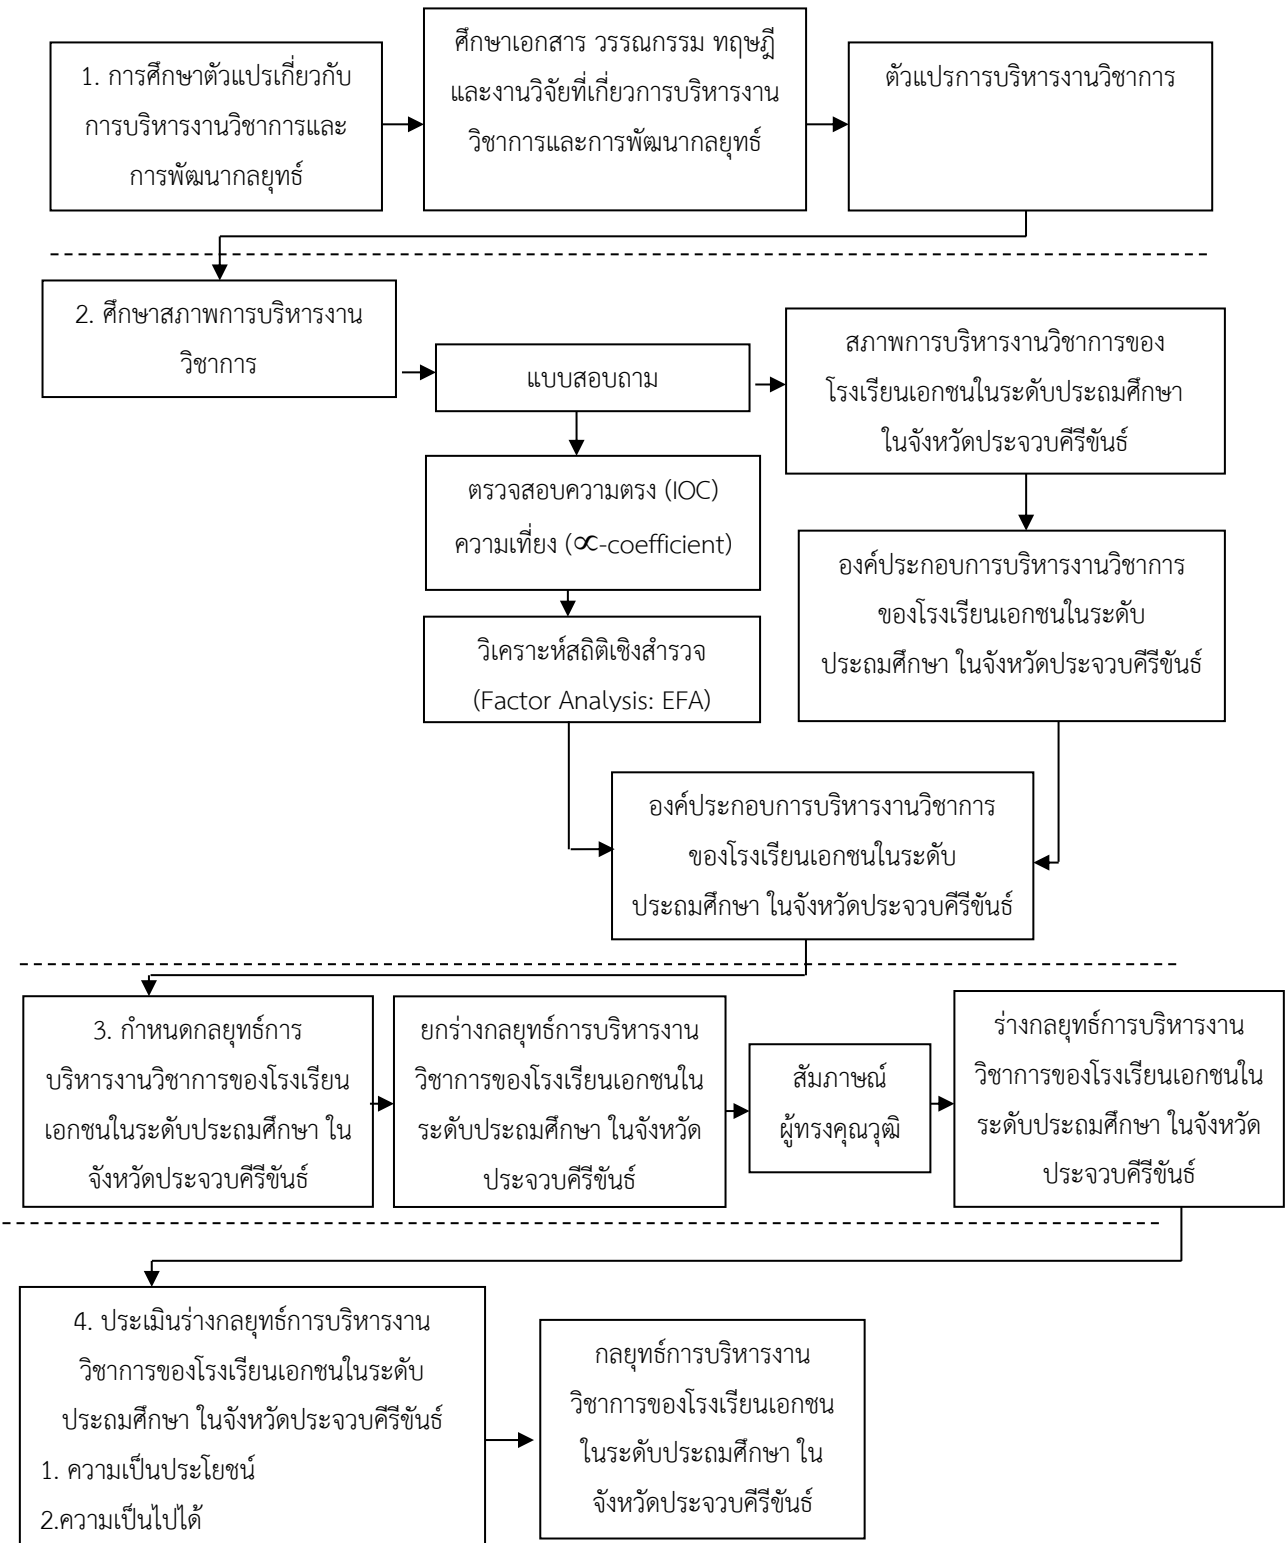 1. การศึกษาตัวแปรเกี่ยวกับ
การบริหารงานวิชาการและ
การพัฒนากลยุทธ์
ศึกษาเอกสาร วรรณกรรม ทฤษฎี
และงานวิจัยที่เกี่ยวการบริหารงาน
วิชาการและการพัฒนากลยุทธ์
ตัวแปรการบริหารงานวิชาการ
2. ศึกษาสภาพการบริหารงาน
วิชาการ
แบบสอบถาม
สภาพการบริหารงานวิชาการของ
โรงเรียนเอกชนในระดับประถมศึกษา
ในจังหวัดประจวบคีรีขันธ์
ตรวจสอบความตรง (IOC)
ความเที่ยง (∝-coefficient)
องค์ประกอบการบริหารงานวิชาการ
ของโรงเรียนเอกชนในระดับ
ประถมศึกษา ในจังหวัดประจวบคีรีขันธ์
วิเคราะห์สถิติเชิงสำรวจ
(Factor Analysis: EFA)
องค์ประกอบการบริหารงานวิชาการ
ของโรงเรียนเอกชนในระดับ
ประถมศึกษา ในจังหวัดประจวบคีรีขันธ์
3. กำหนดกลยุทธ์การ
บริหารงานวิชาการของโรงเรียน
เอกชนในระดับประถมศึกษา ใน
จังหวัดประจวบคีรีขันธ์
ยกร่างกลยุทธ์การบริหารงาน
วิชาการของโรงเรียนเอกชนใน
ระดับประถมศึกษา ในจังหวัด
ประจวบคีรีขันธ์
สัมภาษณ์
ผู้ทรงคุณวุฒิ
ร่างกลยุทธ์การบริหารงาน
วิชาการของโรงเรียนเอกชนใน
ระดับประถมศึกษา ในจังหวัด
ประจวบคีรีขันธ์
4. ประเมินร่างกลยุทธ์การบริหารงาน
วิชาการของโรงเรียนเอกชนในระดับ
ประถมศึกษา ในจังหวัดประจวบคีรีขันธ์
1. ความเป็นประโยชน์
2.ความเป็นไปได้
กลยุทธ์การบริหารงาน
วิชาการของโรงเรียนเอกชน
ในระดับประถมศึกษา ใน
จังหวัดประจวบคีรีขันธ์